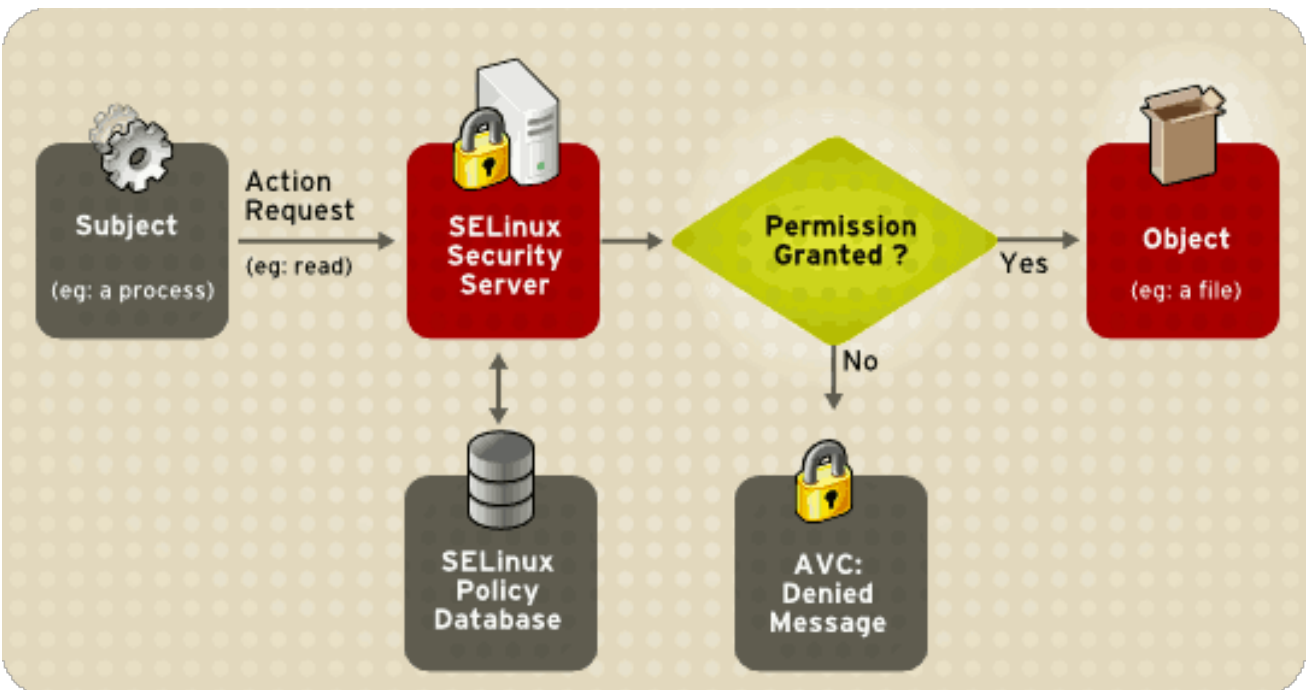 Subject
(eg: a process)
Action
Request
(eg: read)
SELinux
Security
Server
Permission
Granted ?
Yes
Object
(eg: a file)
No
SELinux
Policy
Database
AVC:
Denied
Message